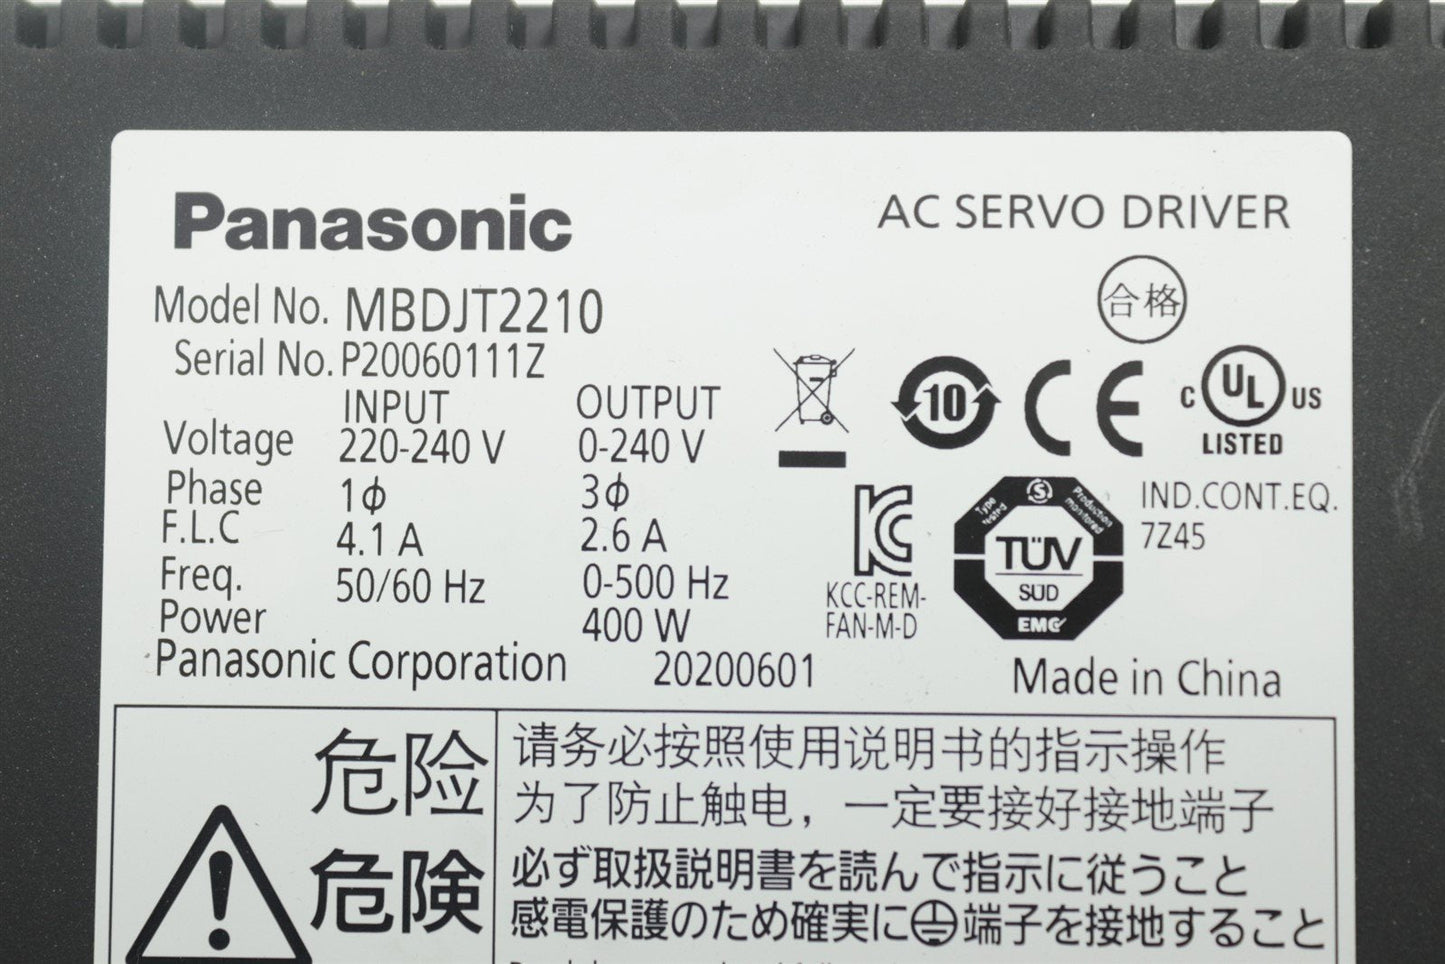 Panasonic
AC SERVO DRIVER
合格
Model No. MBDJT2210
Serial No. P20060111Z
INPUT OUTPUT
Voltage 220-240 V 0-240 V
Phase 1ϕ 3ϕ
F.L.C 4.1 A 2.6 A
Freq. 50/60 Hz 0-500 Hz
Power 400 W
Panasonic Corporation 20200601
10
CE
C UL US
LISTED
IND.CONT.EQ.
7Z45
KC
KCC-REM-
FAN-M-D
Type tested
Production monitored
TÜV
SÜD
EMC
Made in China
危险
请务必按照使用说明书的指示操作
为了防止触电，一定要接好接地端子
危険
必ず取扱説明書を読んで指示に従うこと
感電保護のため確実に⏚端子を接地すること